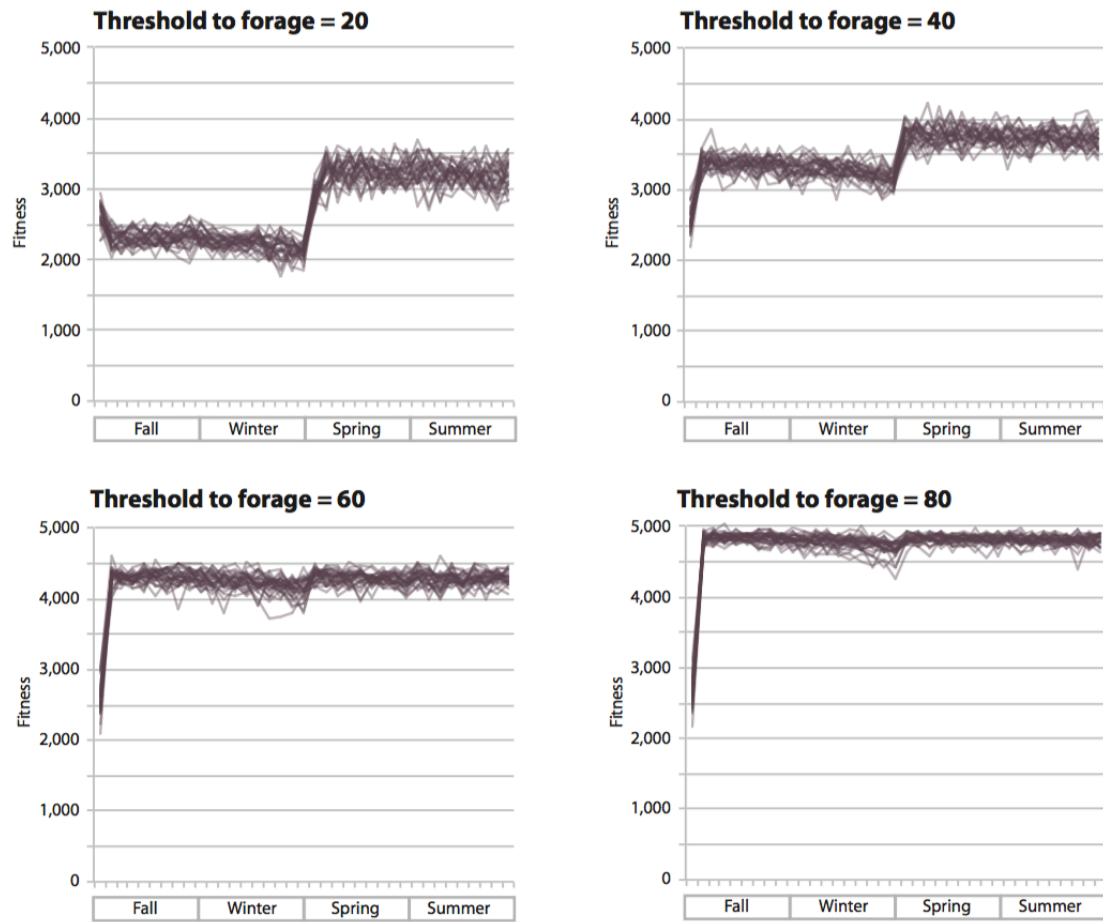 Threshold to forage = 20
5,000
4,000
3,000
2,000
1,000
0
Fitness
Fall Winter Spring Summer
Threshold to forage = 40
5,000
4,000
3,000
2,000
1,000
0
Fitness
Fall Winter Spring Summer
Threshold to forage = 60
5,000
4,000
3,000
2,000
1,000
0
Fitness
Fall Winter Spring Summer
Threshold to forage = 80
5,000
4,000
3,000
2,000
1,000
0
Fitness
Fall Winter Spring Summer